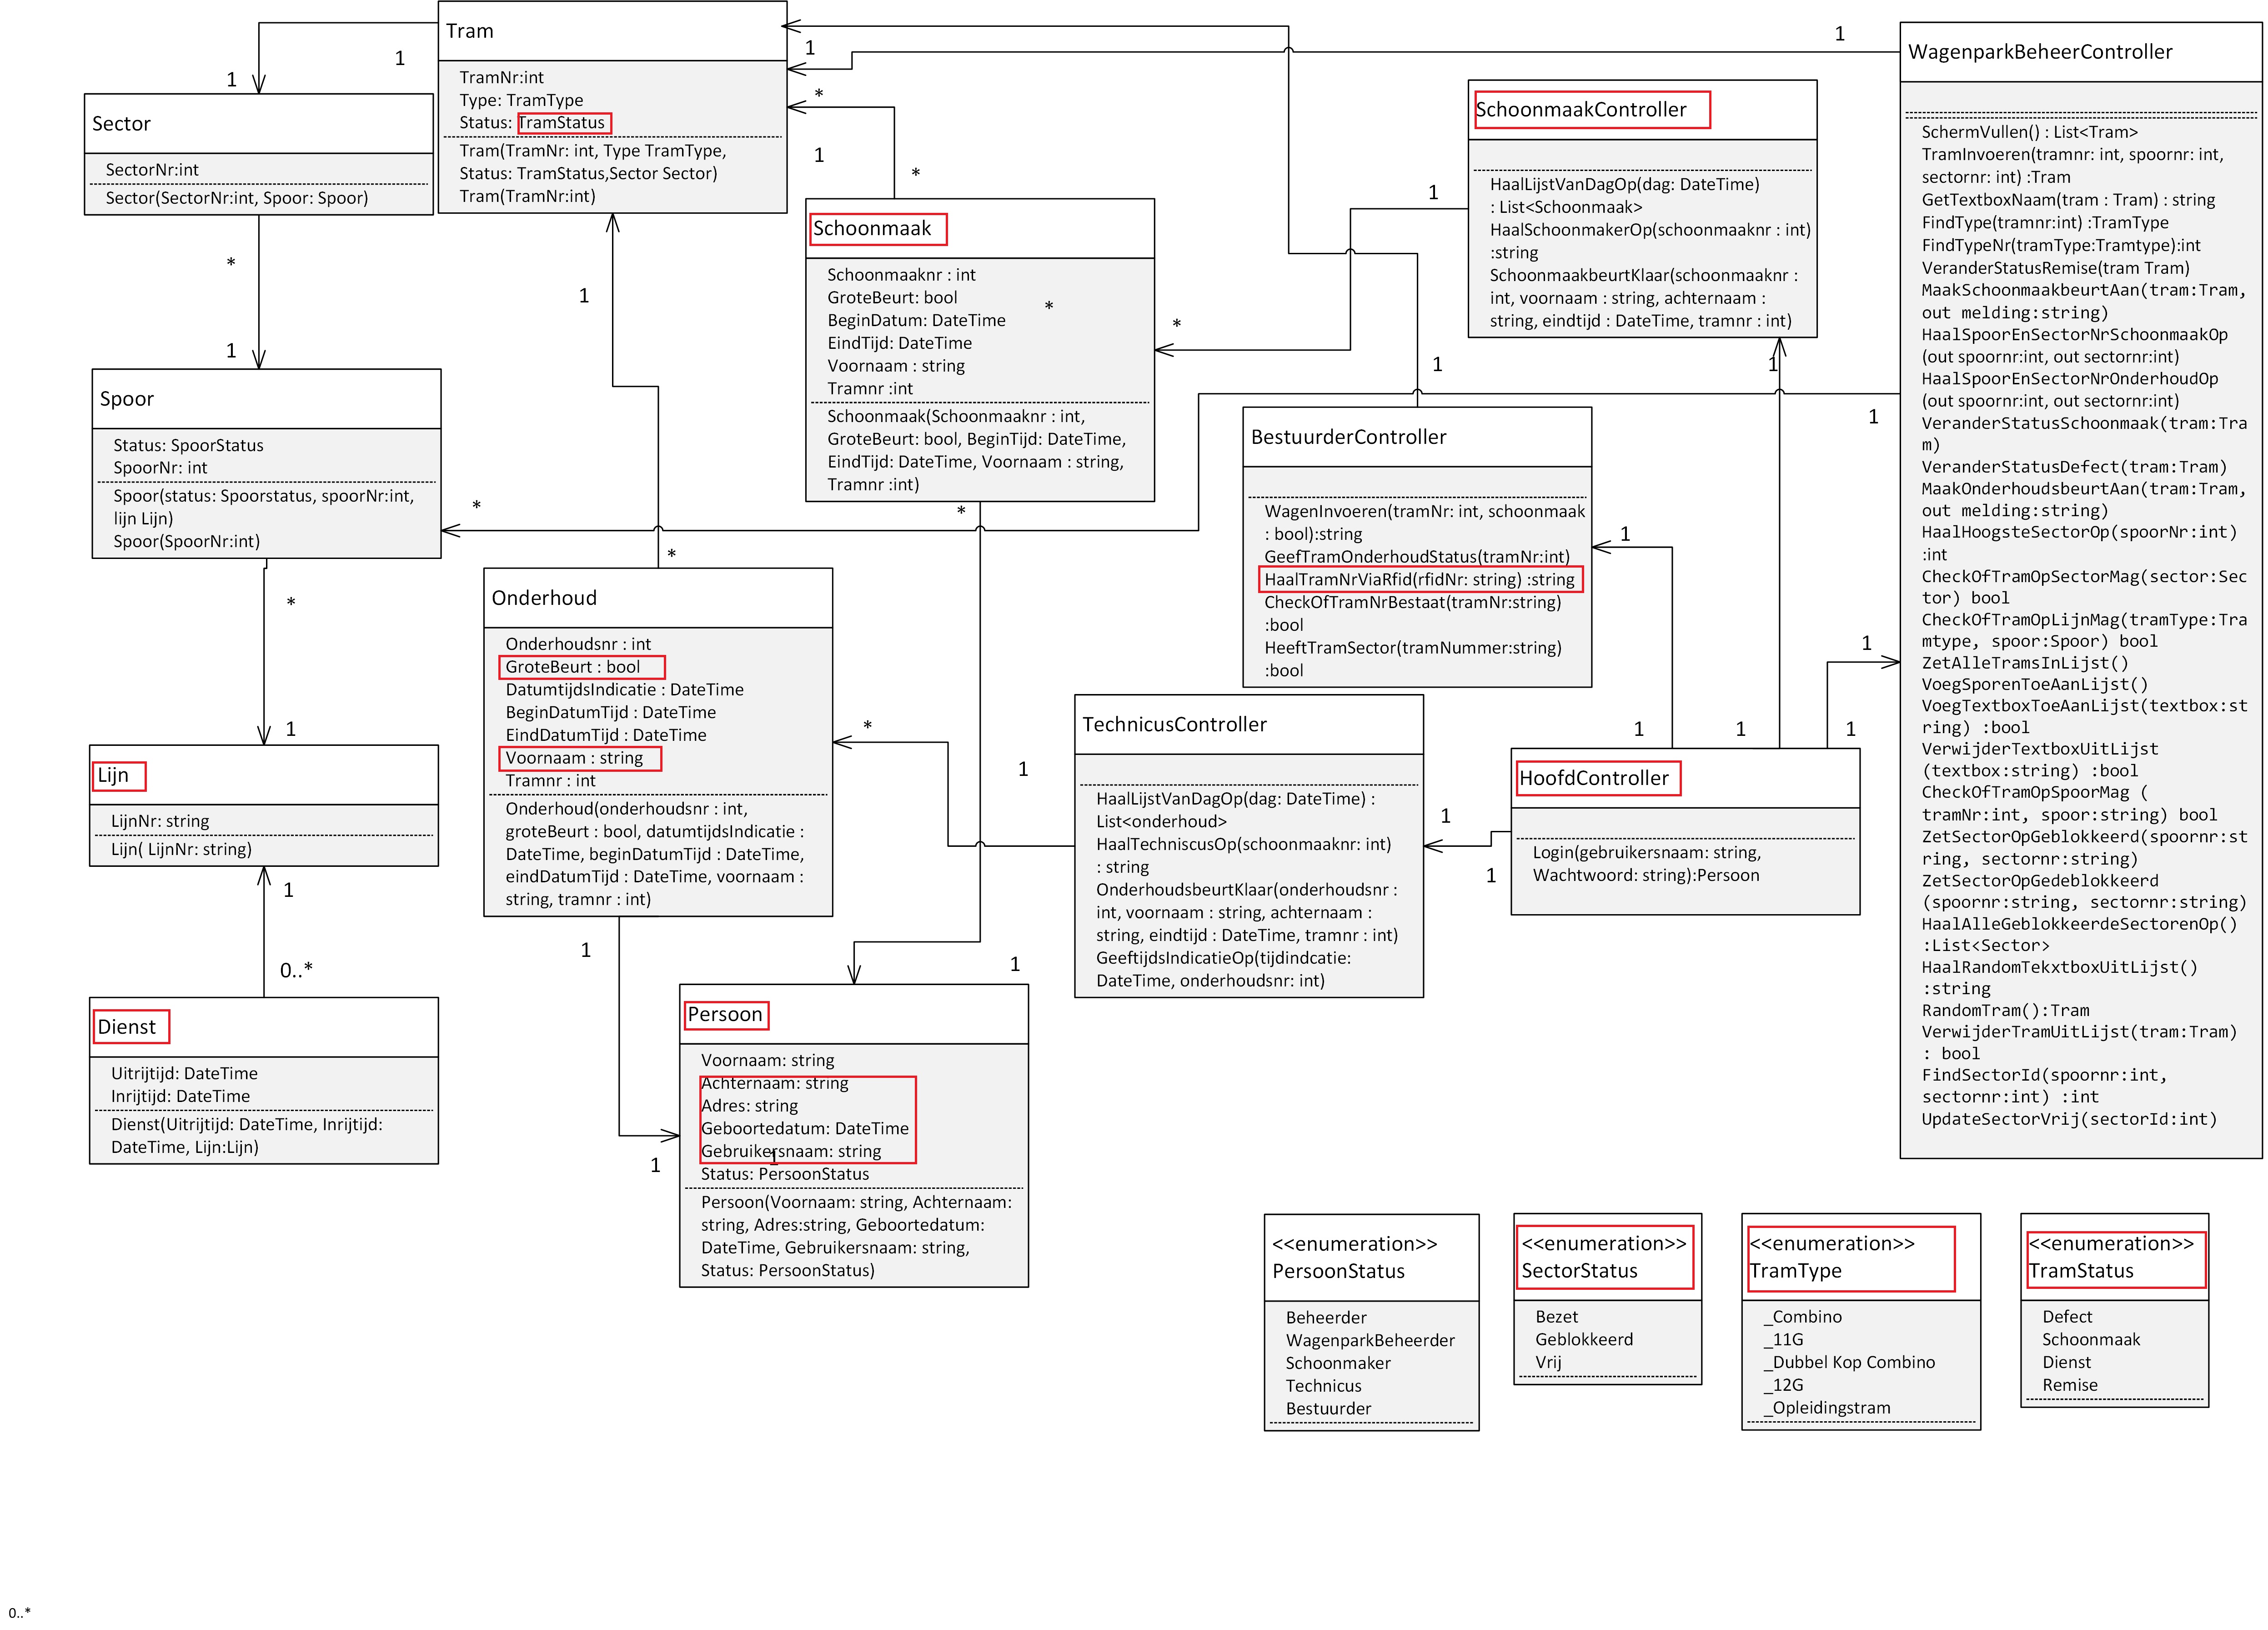 Tram
TramNr:int
Type: TramType
Status: TramStatus
Tram(TramNr: int, Type TramType,
Status: TramStatus,Sector Sector)
Tram(TramNr:int)
1
1
Sector
SectorNr:int
Sector(SectorNr:int, Spoor: Spoor)
*
1
Spoor
Status: SpoorStatus
SpoorNr: int
Spoor(status: Spoorstatus, spoorNr:int,
lijn Lijn)
Spoor(SpoorNr:int)
*
*
1
Lijn
LijnNr: string
Lijn( LijnNr: string)
1
0..*
Dienst
Uitrijtijd: DateTime
Inrijtijd: DateTime
Dienst(Uitrijtijd: DateTime, Inrijtijd:
DateTime, Lijn:Lijn)
1
*
1
*
Schoonmaak
Schoonmaaknr : int
GroteBeurt: bool
*
BeginDatum: DateTime
EindTijd: DateTime
Voornaam : string
Tramnr :int
Schoonmaak(Schoonmaaknr : int,
GroteBeurt: bool, BeginTijd: DateTime,
EindTijd: DateTime, Voornaam : string,
Tramnr :int)
*
1
*
Onderhoud
Onderhoudsnr : int
GroteBeurt : bool
DatumtijdsIndicatie : DateTime
BeginDatumTijd : DateTime
EindDatumTijd : DateTime
Voornaam : string
Tramnr : int
Onderhoud(onderhoudsnr : int,
groteBeurt : bool, datumtijdsIndicatie :
DateTime, beginDatumTijd : DateTime,
eindDatumTijd : DateTime, voornaam :
string, tramnr : int)
1
1
1
Persoon
Voornaam: string
Achternaam: string
Adres: string
Geboortedatum: DateTime
Gebruikersnaam: string
1
Status: PersoonStatus
Persoon(Voornaam: string, Achternaam:
string, Adres:string, Geboortedatum:
DateTime, Gebruikersnaam: string,
Status: PersoonStatus)
SchoonmaakController
HaalLijstVanDagOp(dag: DateTime)
: List<Schoonmaak>
HaalSchoonmakerOp(schoonmaaknr : int)
:string
SchoonmaakbeurtKlaar(schoonmaaknr :
int, voornaam : string, achternaam :
string, eindtijd : DateTime, tramnr : int)
1
*
1
1
BestuurderController
WagenInvoeren(tramNr: int, schoonmaak
: bool):string
GeefTramOnderhoudStatus(tramNr:int)
HaalTramNrViaRfid(rfidNr: string) :string
CheckOfTramNrBestaat(tramNr:string)
:bool
HeeftTramSector(tramNummer:string)
:bool
1
*
1
TechnicusController
HaalLijstVanDagOp(dag: DateTime) :
List<onderhoud>
HaalTechniscusOp(schoonmaaknr: int)
: string
OnderhoudsbeurtKlaar(onderhoudsnr :
int, voornaam : string, achternaam :
string, eindtijd : DateTime, tramnr : int)
GeeftijdsIndicatieOp(tijdindcatie:
DateTime, onderhoudsnr: int)
1
1
1
1
1
1
HoofdController
Login(gebruikersnaam: string,
Wachtwoord: string):Persoon
1
1
WagenparkBeheerController
SchermVullen() : List<Tram>
TramInvoeren(tramnr: int, spoornr: int,
sectornr: int) :Tram
GetTextboxNaam(tram : Tram) : string
FindType(tramnr:int) :TramType
FindTypeNr(tramType:Tramtype):int
VeranderStatusRemise(tram Tram)
MaakSchoonmaakbeurtAan(tram:Tram,
out melding:string)
HaalSpoorEnSectorNrSchoonmaakOp
(out spoornr:int, out sectornr:int)
HaalSpoorEnSectorNrOnderhoudOp
(out spoornr:int, out sectornr:int)
VeranderStatusSchoonmaak(tram:Tra
m)
VeranderStatusDefect(tram:Tram)
MaakOnderhoudsbeurtAan(tram:Tram,
out melding:string)
HaalHoogsteSectorOp(spoorNr:int)
:int
CheckOfTramOpSectorMag(sector:Sec
tor) bool
CheckOfTramOpLijnMag(tramType:Tra
mtype, spoor:Spoor) bool
ZetAlleTramsInLijst()
VoegSporenToeAanLijst()
VoegTextboxToeAanLijst(textbox:st
ring) :bool
VerwijderTextboxUitLijst
(textbox:string) :bool
CheckOfTramOpSpoorMag (
tramNr:int, spoor:string) bool
ZetSectorOpGeblokkeerd(spoornr:st
ring, sectornr:string)
ZetSectorOpGedeblokkeerd
(spoornr:string, sectornr:string)
HaalAlleGeblokkeerdeSectorenOp()
:List<Sector>
HaalRandomTekxtboxUitLijst()
:string
RandomTram():Tram
VerwijderTramUitLijst(tram:Tram)
: bool
FindSectorId(spoornr:int,
sectornr:int) :int
UpdateSectorVrij(sectorId:int)
<<enumeration>>
PersoonStatus
Beheerder
WagenparkBeheerder
Schoonmaker
Technicus
Bestuurder
<<enumeration>>
SectorStatus
Bezet
Geblokkeerd
Vrij
<<enumeration>>
TramType
_Combino
_11G
_Dubbel Kop Combino
_12G
_Opleidingstram
<<enumeration>>
TramStatus
Defect
Schoonmaak
Dienst
Remise
0..*